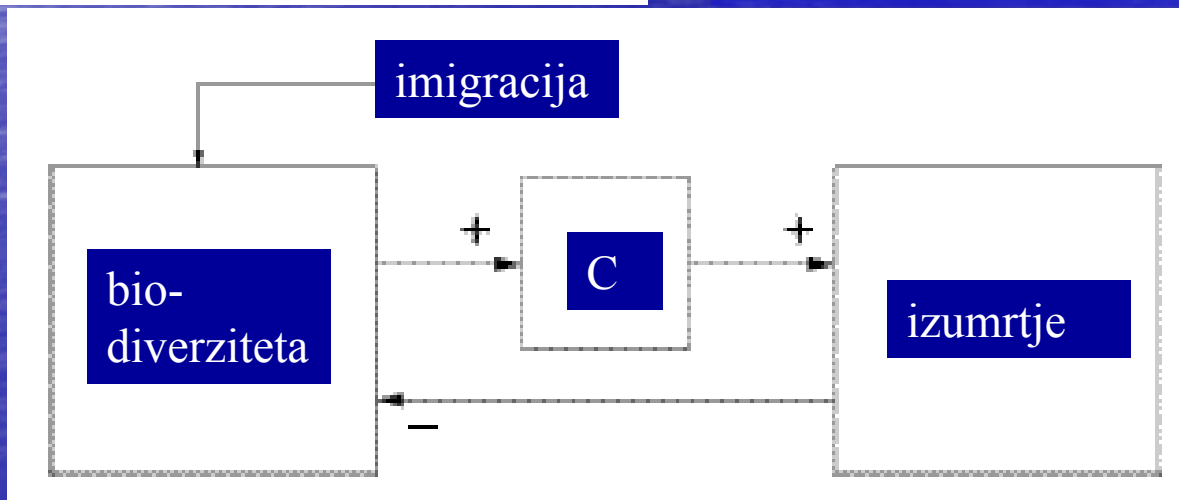 imigracija
+
+
C
bio-
diverziteta
izumrtje
–